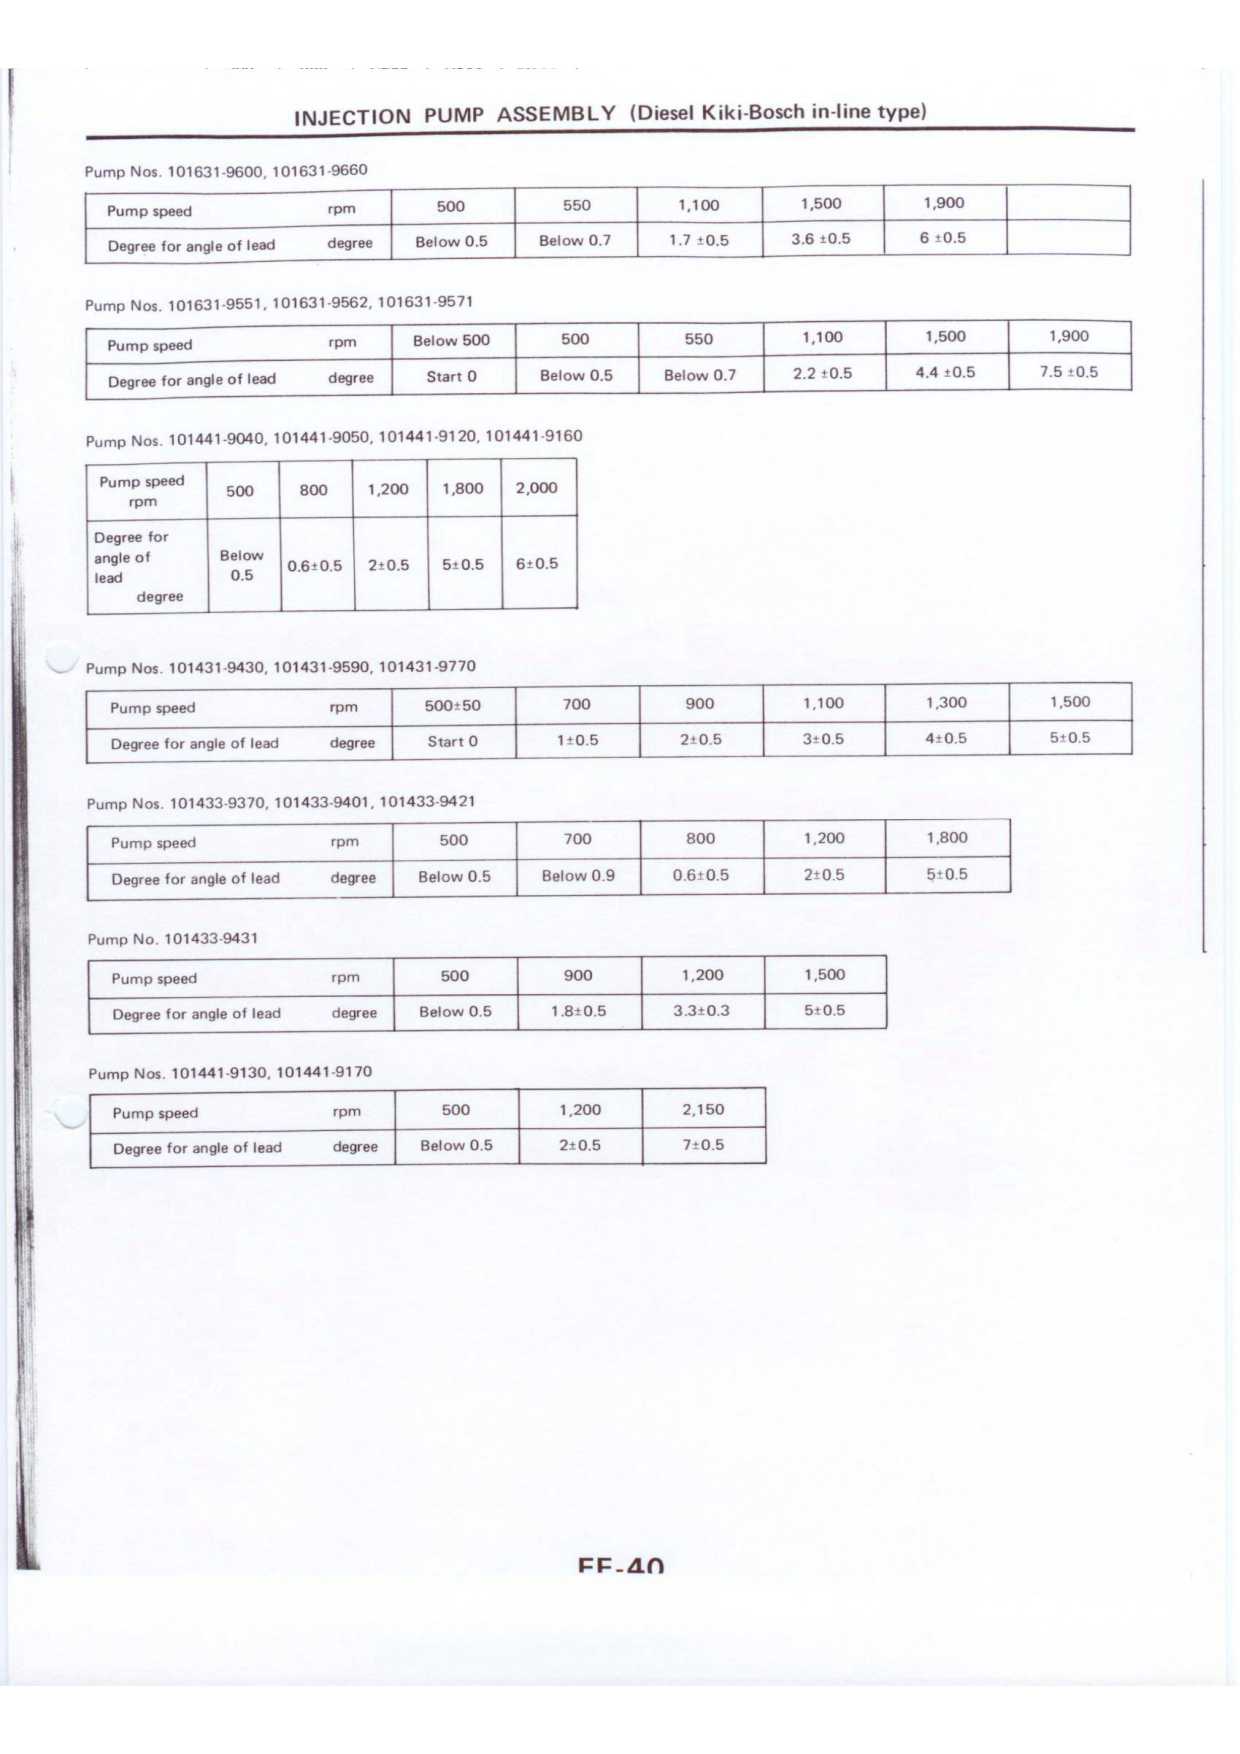 INJECTION PUMP ASSEMBLY (Diesel Kiki-Bosch in-line type)
Pump Nos. 101631-9600, 101631-9660
Pump speed rpm 500 550 1,100 1,500 1,900
Degree for angle of lead degree Below 0.5 Below 0.7 1.7 ±0.5 3.6 ±0.5 6 ±0.5
Pump Nos. 101631-9551, 101631-9562, 101631-9571
Pump speed rpm Below 500 500 550 1,100 1,500 1,900
Degree for angle of lead degree Start 0 Below 0.5 Below 0.7 2.2 ±0.5 4.4 ±0.5 7.5 ±0.5
Pump Nos. 101441-9040, 101441-9050, 101441-9120, 101441-9160
Pump speed
rpm 500 800 1,200 1,800 2,000
Degree for
angle of
lead
degree
Below
0.5
0.6±0.5 2±0.5 5±0.5 6±0.5
Pump Nos. 101431-9430, 101431-9590, 101431-9770
Pump speed rpm 500±50 700 900 1,100 1,300 1,500
Degree for angle of lead degree Start 0 1±0.5 2±0.5 3±0.5 4±0.5 5±0.5
Pump Nos. 101433-9370, 101433-9401, 101433-9421
Pump speed rpm 500 700 800 1,200 1,800
Degree for angle of lead degree Below 0.5 Below 0.9 0.6±0.5 2±0.5 5±0.5
Pump No. 101433-9431
Pump speed rpm 500 900 1,200 1,500
Degree for angle of lead degree Below 0.5 1.8±0.5 3.3±0.3 5±0.5
Pump Nos. 101441-9130, 101441-9170
Pump speed rpm 500 1,200 2,150
Degree for angle of lead degree Below 0.5 2±0.5 7±0.5